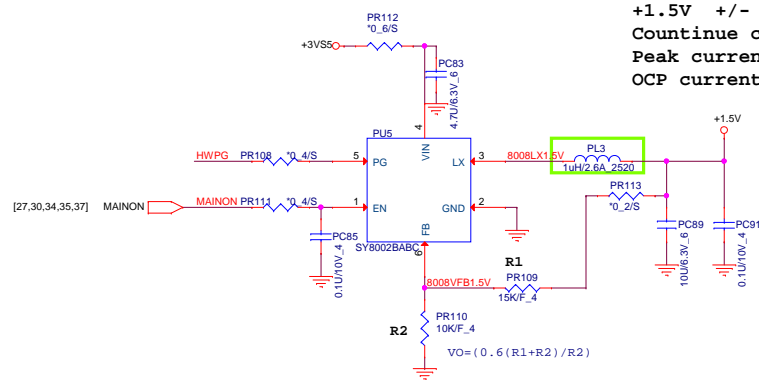 +1.5V +/-
Countinue c
Peak curren
OCP current
PR112
*0_6/S
+3VS5
PC83
4.7U/6.3V_6
+1.5V
4
PU5
VIN
HWPG
PR108
*0_4/S
5
PG
LX
3
8008LX1.5V
PL3
1uH/2.6A_2520
PR113
*0_2/S
[27,30,34,35,37]
MAINON
MAINON
PR111
*0_4/S
1
EN
GND
2
PC85
0.1U/10V_4
FB
SY8002BABC
6
PC89
10U/6.3V_6
PC91
0.1U/10V_4
R1
8008VFB1.5V
PR109
15K/F_4
PR110
10K/F_4
R2
VO=(0.6(R1+R2)/R2)